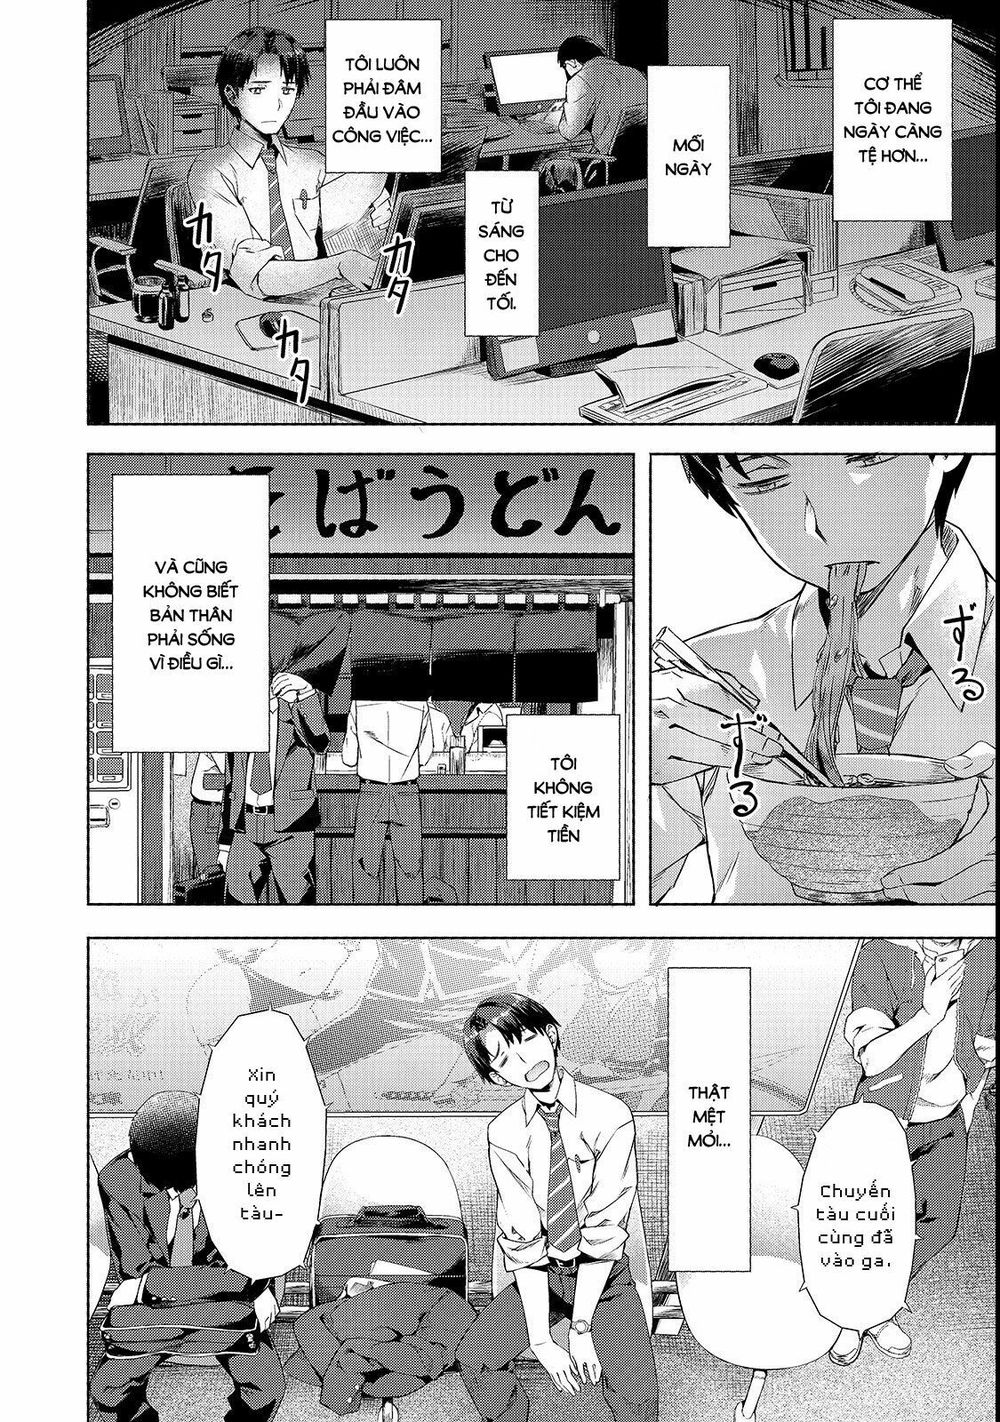 CƠ THỂ
TÔI ĐANG
NGÀY CÀNG
TỆ HƠN...
MỖI
NGÀY
TÔI LUÔN
PHẢI ĐÂM
ĐẦU VÀO
CÔNG VIỆC...
TỪ
SÁNG
CHO
ĐẾN
TỐI.
カタ
カタ
カタ
ずるる
ずるる
そばうどん
TÔI
KHÔNG
TIẾT KIỆM
TIỀN
VÀ CŨNG
KHÔNG BIẾT
BẢN THÂN
PHẢI SỐNG
VÌ ĐIỀU GÌ...
Chuyến
tàu cuối
cùng đã
vào ga.
THẬT
MỆT
MỎI...
Xin
quý
khách
nhanh
chóng
lên
tàu-